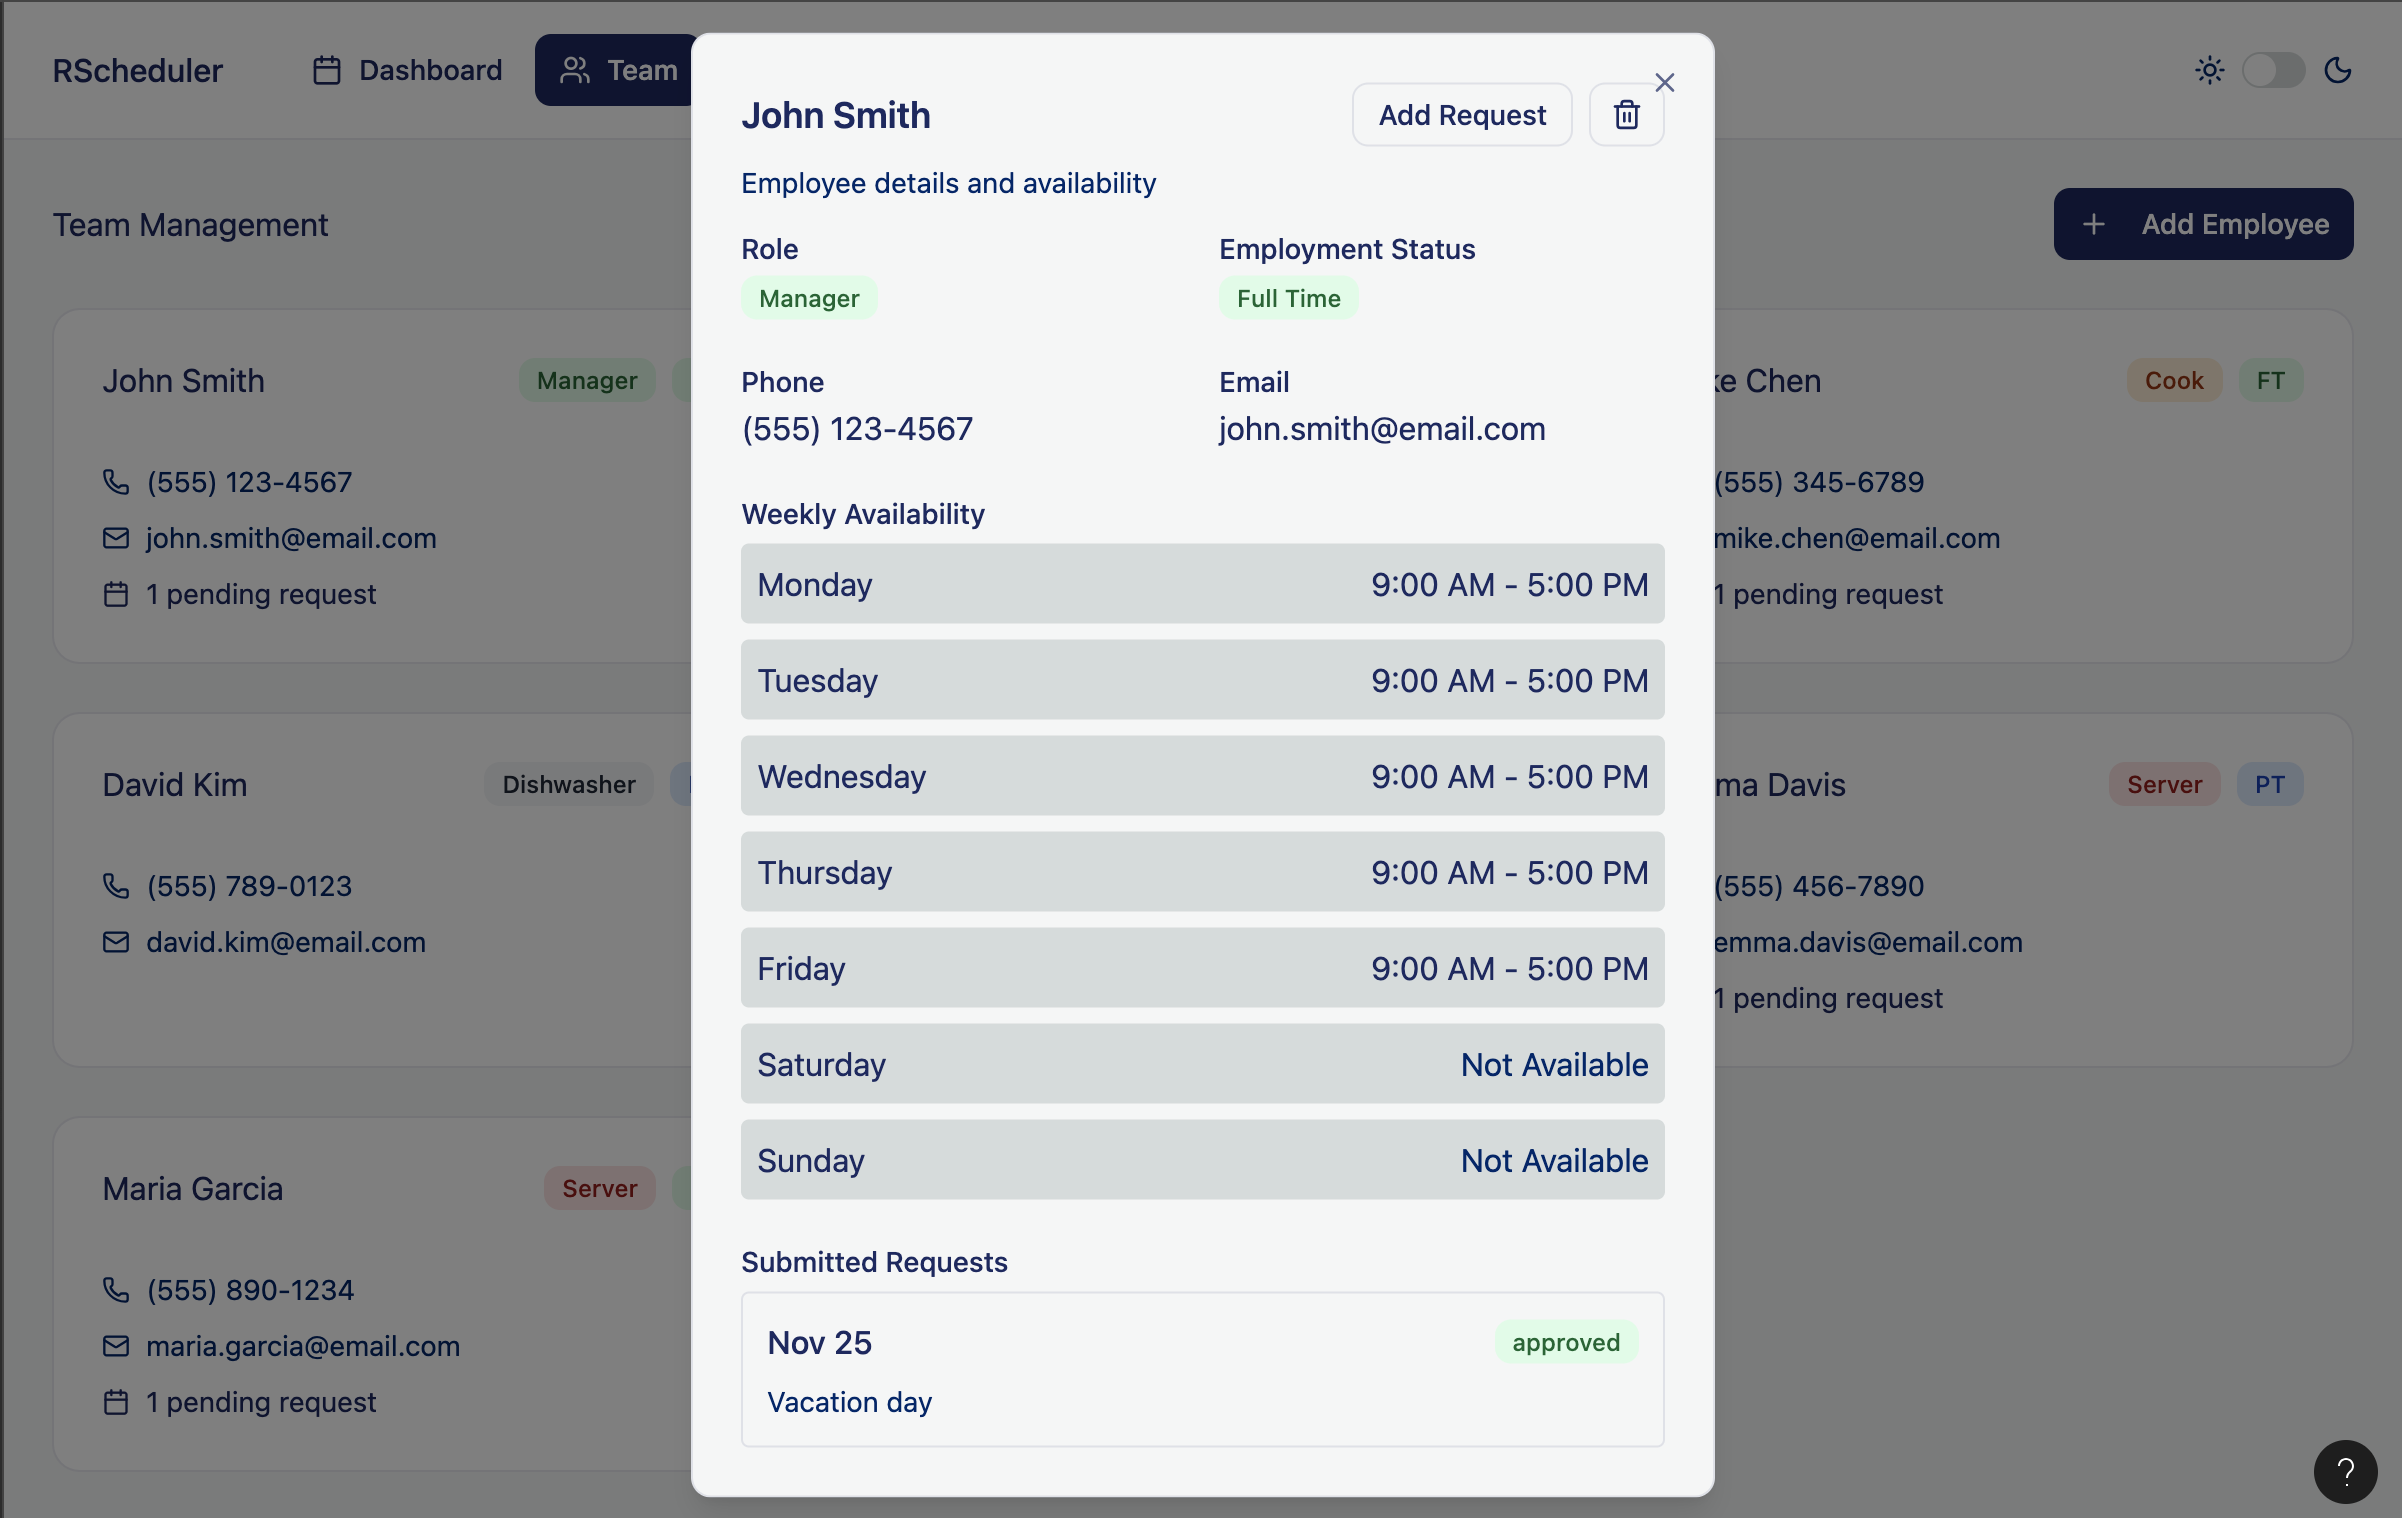 RScheduler
Dashboard
Team
Team Management
Add Employee
John Smith
Manager
(555) 123-4567
john.smith@email.com
1 pending request
David Kim
Dishwasher
(555) 789-0123
david.kim@email.com
Maria Garcia
Server
(555) 890-1234
maria.garcia@email.com
1 pending request
John Smith
Add Request
Employee details and availability
Role
Employment Status
Manager
Full Time
Phone
Email
(555) 123-4567
john.smith@email.com
Weekly Availability
Monday 9:00 AM - 5:00 PM
Tuesday 9:00 AM - 5:00 PM
Wednesday 9:00 AM - 5:00 PM
Thursday 9:00 AM - 5:00 PM
Friday 9:00 AM - 5:00 PM
Saturday Not Available
Sunday Not Available
Submitted Requests
Nov 25
approved
Vacation day
ke Chen
Cook
FT
(555) 345-6789
mike.chen@email.com
1 pending request
ma Davis
Server
PT
(555) 456-7890
emma.davis@email.com
1 pending request
?